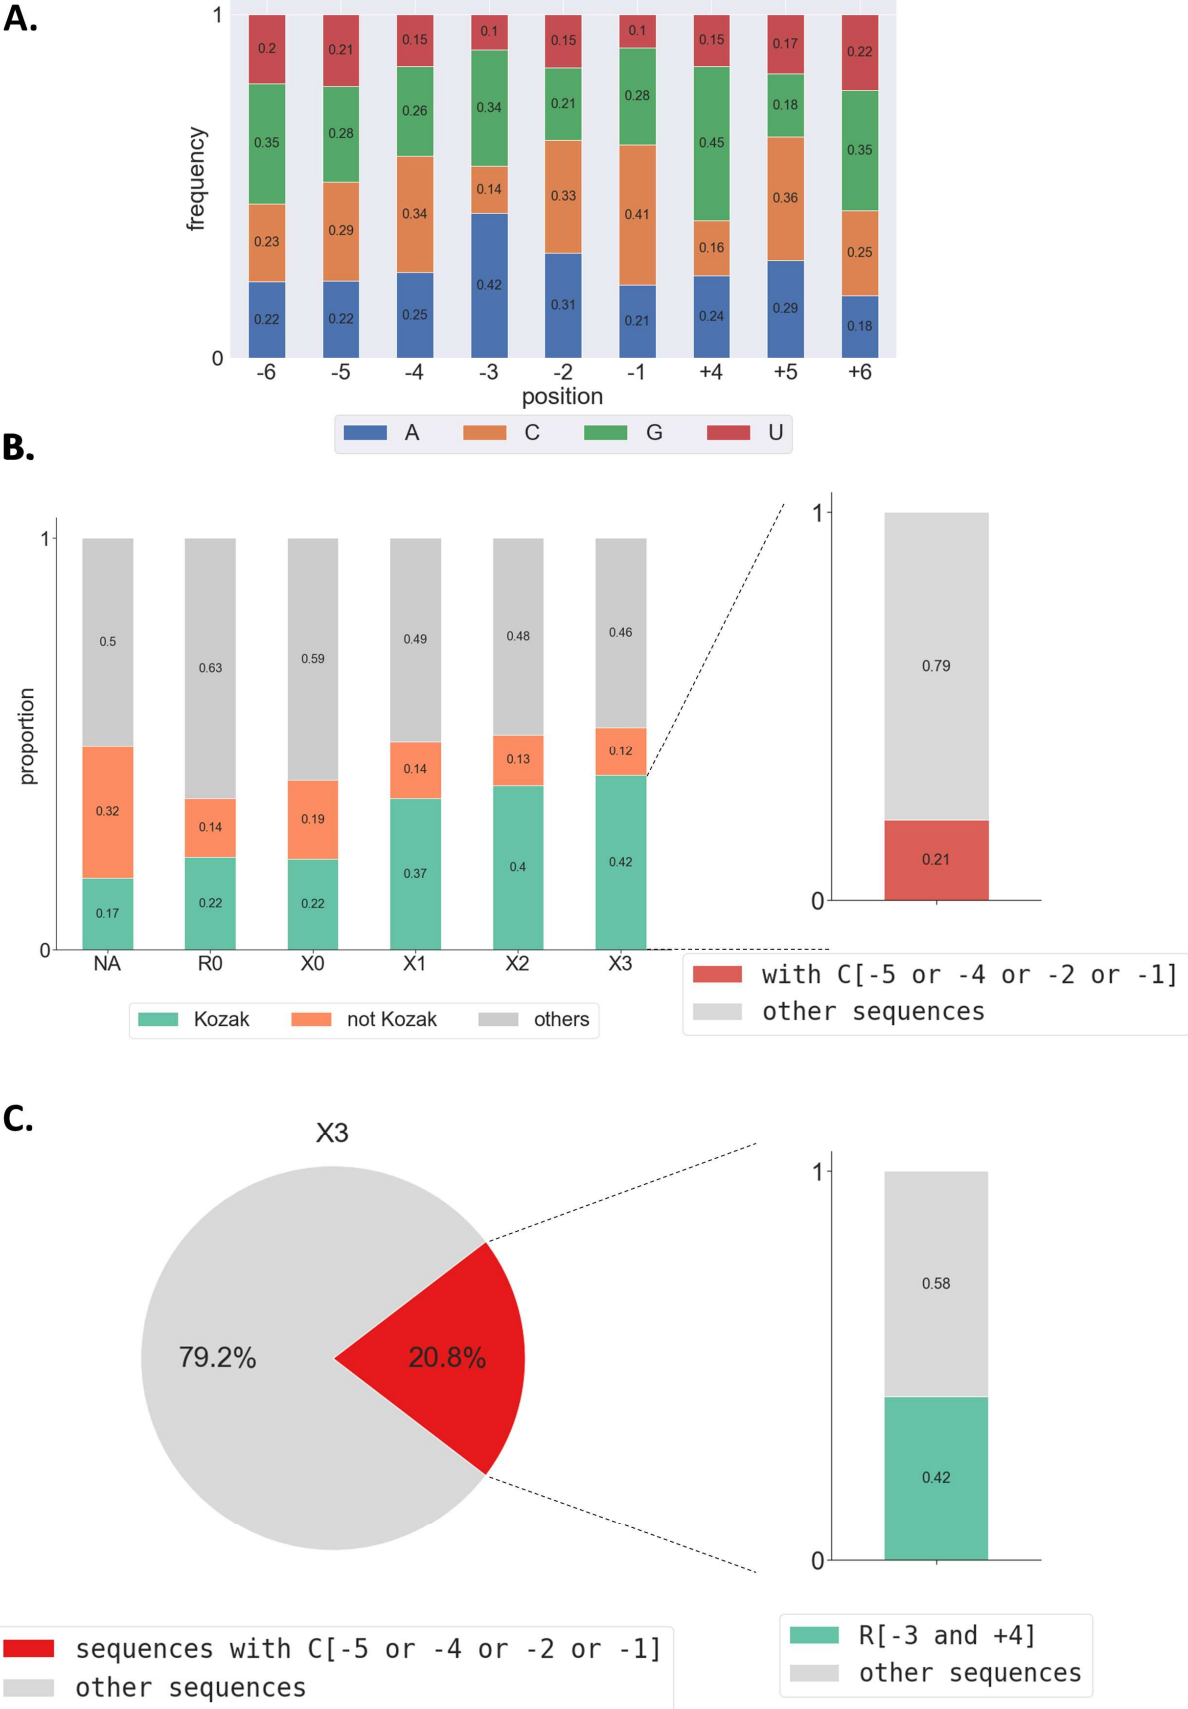 A.
1
0.2 0.21 0.15 0.1 0.15 0.1 0.15 0.17 0.22
0.35 0.28 0.26 0.34 0.21 0.28 0.45 0.18 0.35
0.23 0.29 0.34 0.14 0.33 0.41 0.16 0.36 0.25
0.22 0.22 0.25 0.42 0.31 0.21 0.24 0.29 0.18
frequency
0
-6 -5 -4 -3 -2 -1 +4 +5 +6
position
A C G U
B.
1
0.5 0.63 0.59 0.49 0.48 0.46
0.32 0.14 0.19 0.14 0.13 0.12
0.17 0.22 0.22 0.37 0.4 0.42
proportion
0
NA R0 X0 X1 X2 X3
Kozak not Kozak others
1
0.79
0.21
0
with C[-5 or -4 or -2 or -1]
other sequences
C.
X3
79.2% 20.8%
sequences with C[-5 or -4 or -2 or -1]
other sequences
1
0.58
0.42
0
R[-3 and +4]
other sequences